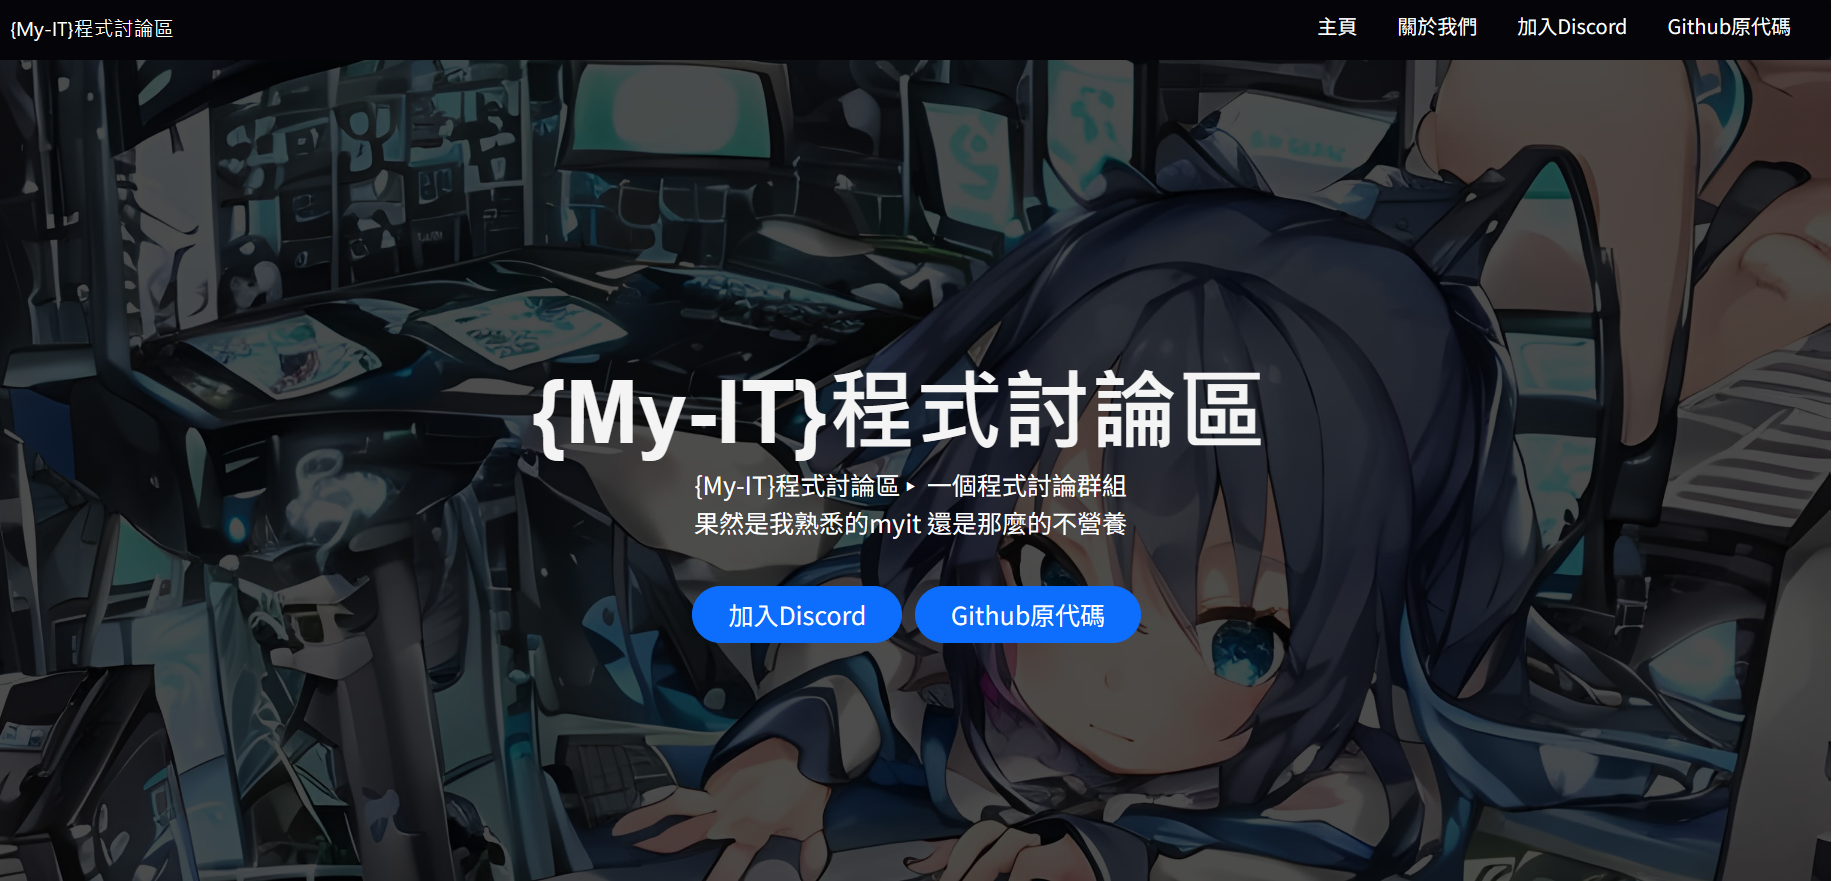 {My-IT}程式討論區
主頁
關於我們
加入Discord
Github原代碼
{My-IT}程式討論區
{My-IT}程式討論區 ▸ 一個程式討論群組
果然是我熟悉的myit 還是那麼的不營養
加入Discord
Github原代碼